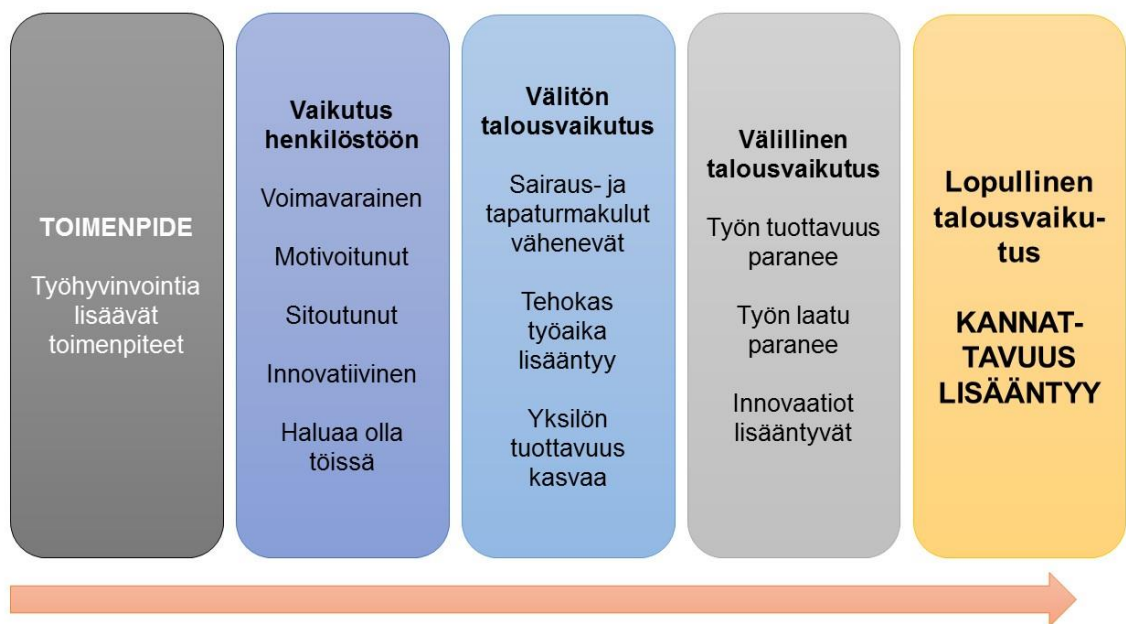 TOIMENPIDE
Työhyvinvointia
lisäävät
toimenpiteet
Vaikutus
henkilöstöön
Voimavarainen
Motivoitunut
Sitoutunut
Innovatiivinen
Haluaa olla
töissä
Välitön
talousvaikutus
Sairaus- ja
tapaturmakulut
vähenevät
Tehokas
työaika
lisääntyy
Yksilön
tuottavuus
kasvaa
Välillinen
talousvaikutus
Työn tuottavuus
paranee
Työn laatu
paranee
Innovaatiot
lisääntyvät
Lopullinen
talousvaiku-
tus
KANNAT-
TAVUUS
LISÄÄNTYY